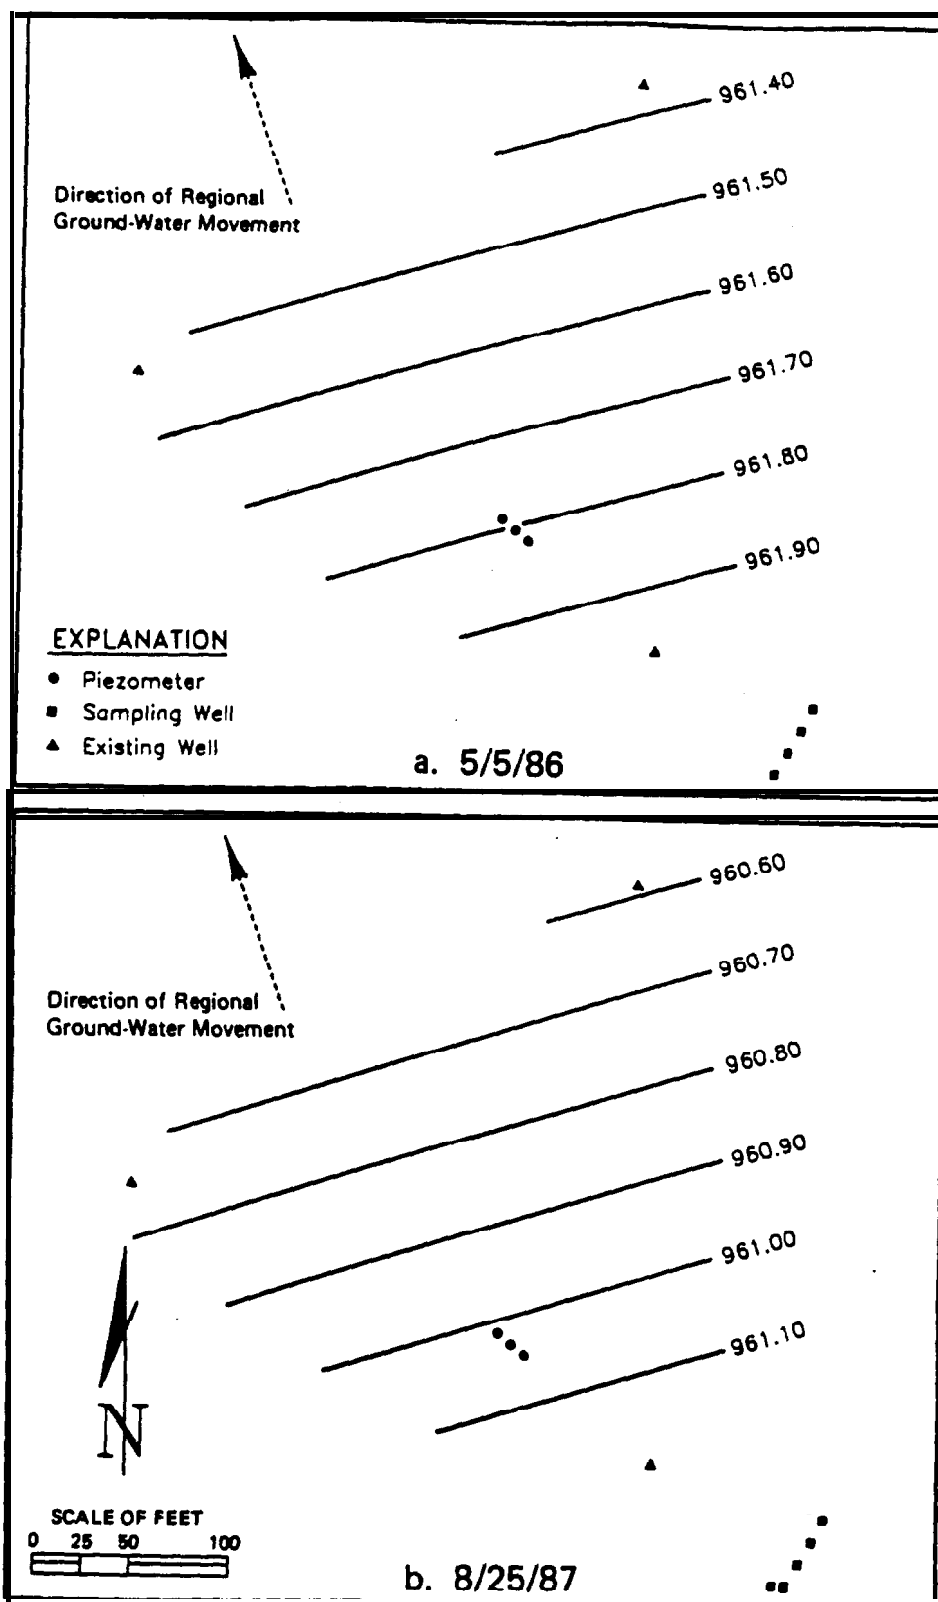 961.40
Direction of Regional
Ground-Water Movement
961.50
961.60
961.70
961.80
961.90
EXPLANATION
Piezometer
Sampling Well
Existing Well
a. 5/5/86
960.60
960.70
Direction of Regional
Ground-Water Movement
960.80
960.90
961.00
961.10
N
SCALE OF FEET
0 25 50 100
b. 8/25/87